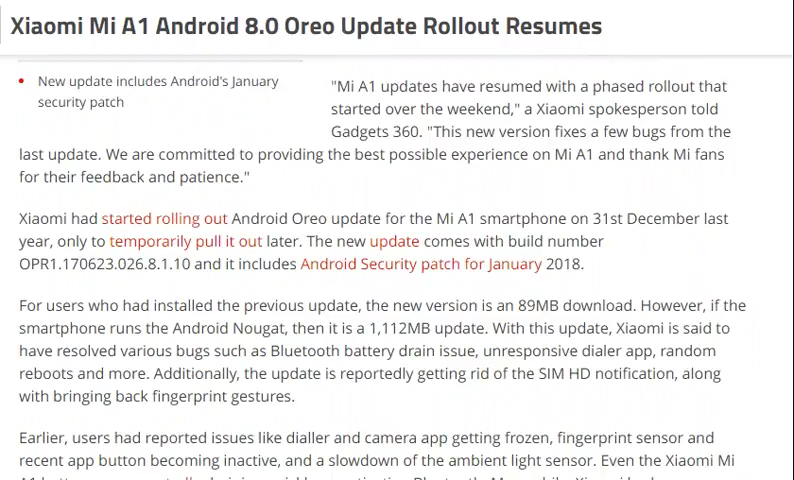 Xiaomi Mi A1 Android 8.0 Oreo Update Rollout Resumes
New update includes Android's January
security patch
"Mi A1 updates have resumed with a phased rollout that
started over the weekend," a Xiaomi spokesperson told
Gadgets 360. "This new version fixes a few bugs from the
last update. We are committed to providing the best possible experience on Mi A1 and thank Mi fans
for their feedback and patience."
Xiaomi had started rolling out Android Oreo update for the Mi A1 smartphone on 31st December last
year, only to temporarily pull it out later. The new update comes with build number
OPR1.170623.026.8.1.10 and it includes Android Security patch for January 2018.
For users who had installed the previous update, the new version is an 89MB download. However, if the
smartphone runs the Android Nougat, then it is a 1,112MB update. With this update, Xiaomi is said to
have resolved various bugs such as Bluetooth battery drain issue, unresponsive dialer app, random
reboots and more. Additionally, the update is reportedly getting rid of the SIM HD notification, along
with bringing back fingerprint gestures.
Earlier, users had reported issues like dialler and camera app getting frozen, fingerprint sensor and
recent app button becoming inactive, and a slowdown of the ambient light sensor. Even the Xiaomi Mi